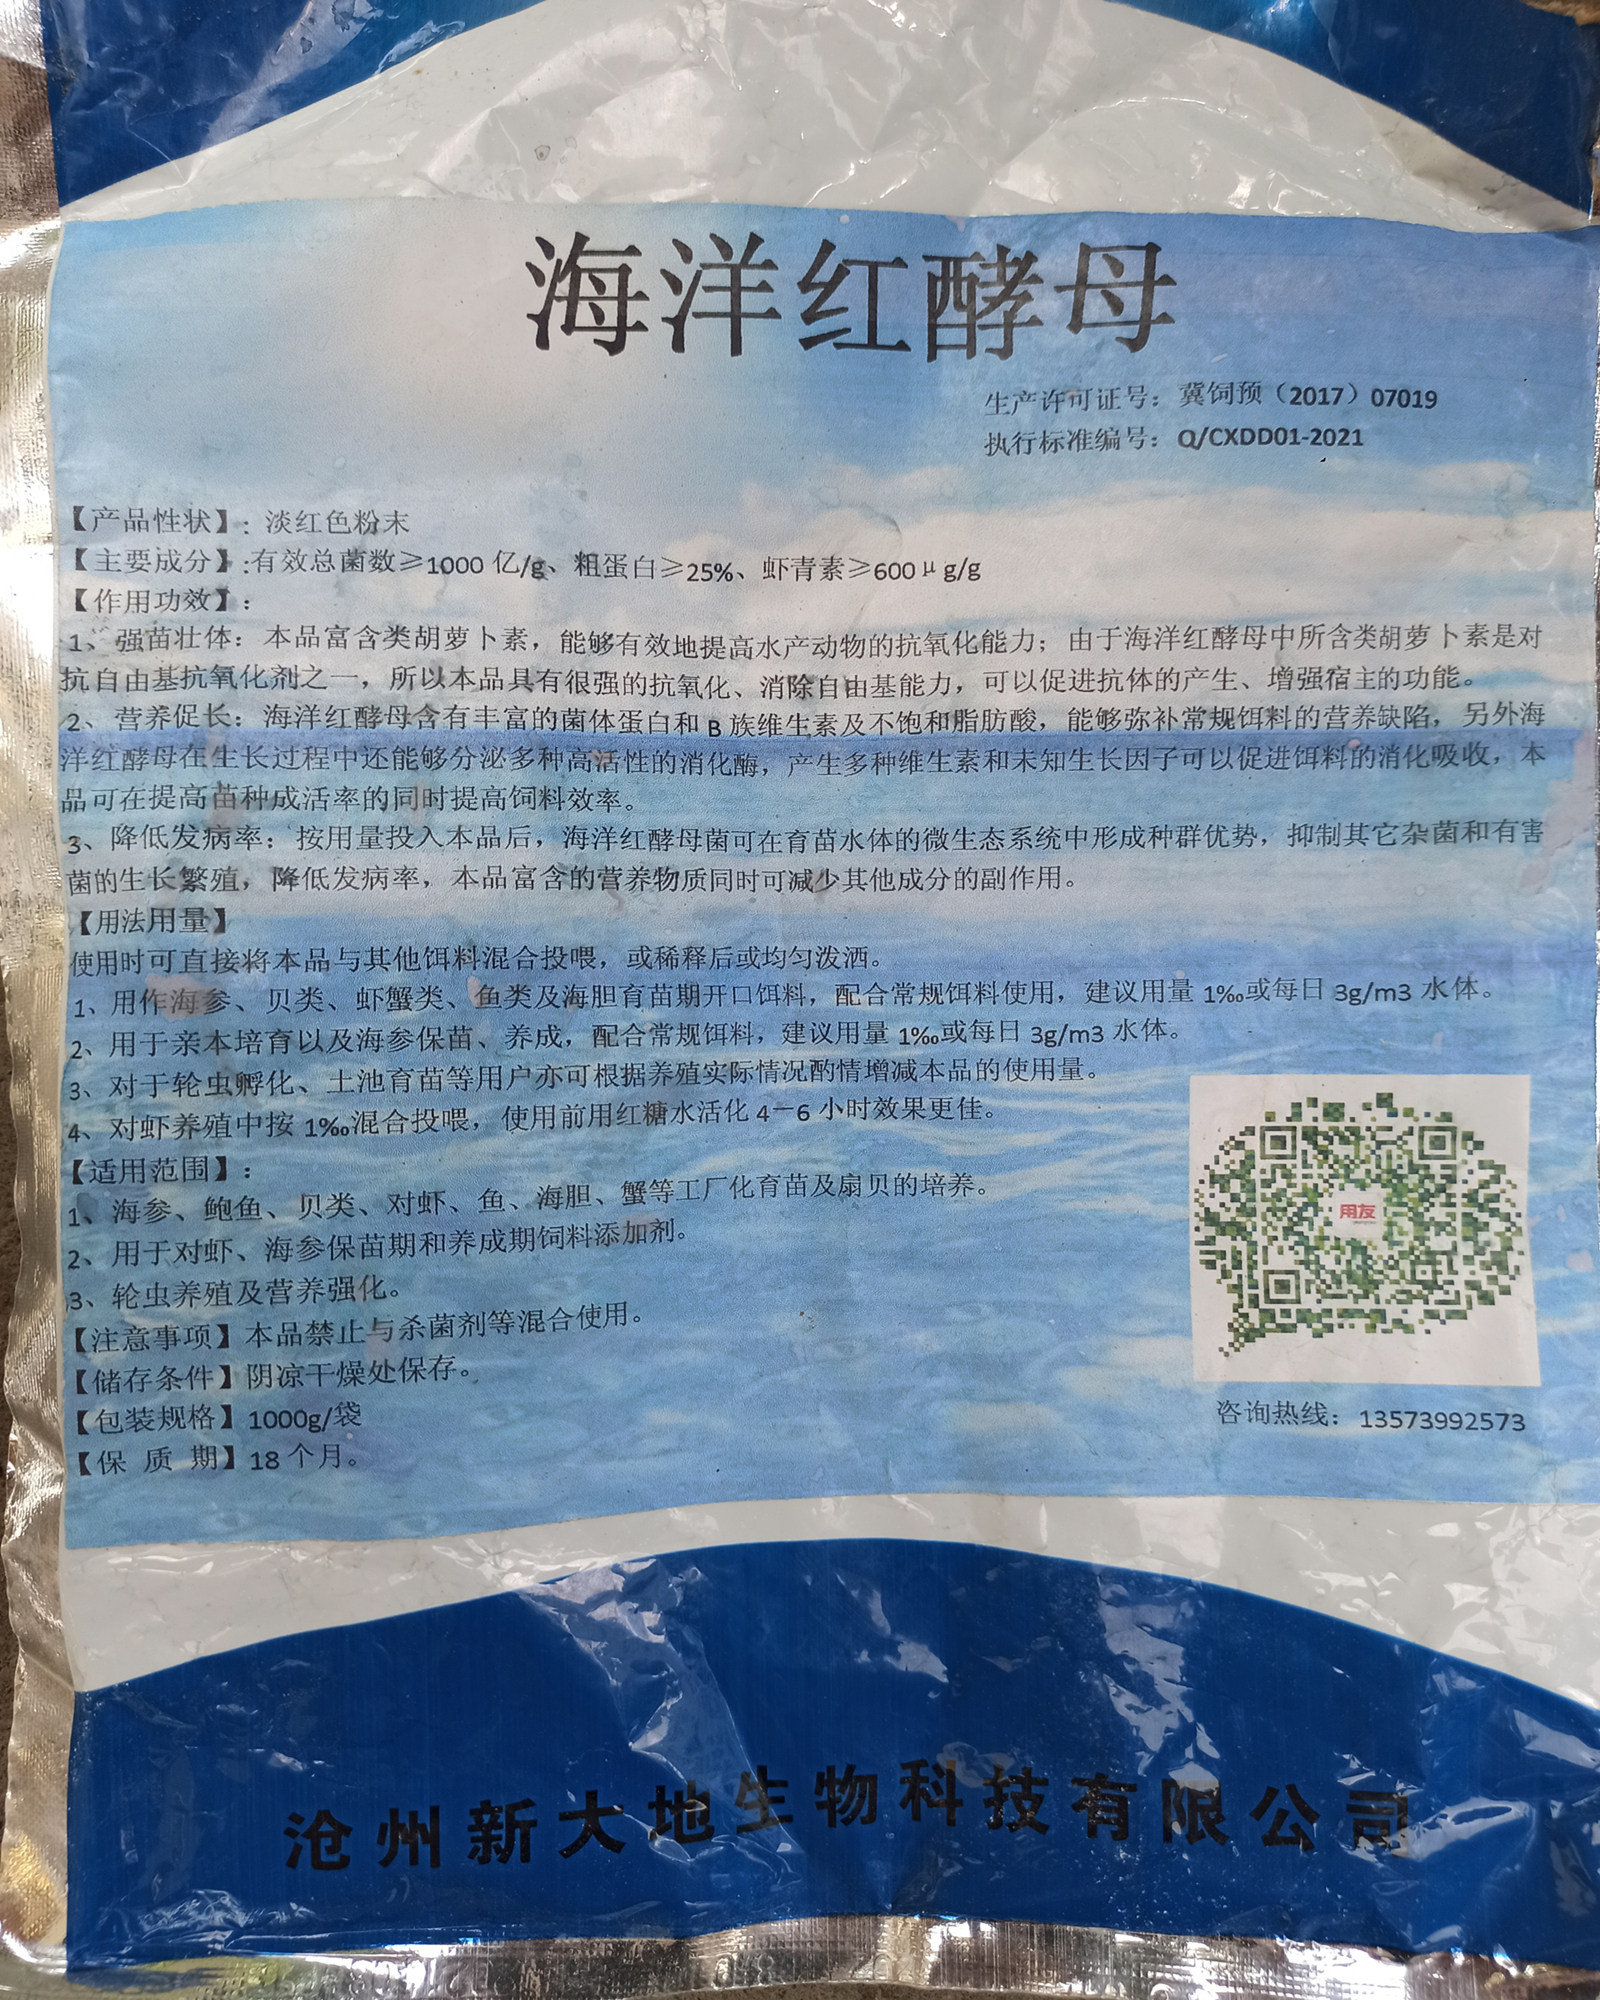 海洋红酵母
生产许可证号：冀饲预（2017）07019
执行标准编号：Q/CXDD01-2021
【产品性状】：淡红色粉末
【主要成分】:有效总菌数≥1000 亿/g、粗蛋白≥25%、虾青素≥600μg/g
【作用功效】：
1、强苗壮体：本品富含类胡萝卜素，能够有效地提高水产动物的抗氧化能力；由于海洋红酵母中所含类胡萝卜素是对
抗自由基抗氧化剂之一，所以本品具有很强的抗氧化、消除自由基能力，可以促进抗体的产生、增强宿主的功能。
2、营养促长：海洋红酵母含有丰富的菌体蛋白和 B 族维生素及不饱和脂肪酸，能够弥补常规饵料的营养缺陷，另外海
洋红酵母在生长过程中还能够分泌多种高活性的消化酶，产生多种维生素和未知生长因子可以促进饵料的消化吸收，本
品可在提高苗种成活率的同时提高饲料效率。
3、降低发病率：按用量投入本品后，海洋红酵母菌可在育苗水体的微生态系统中形成种群优势，抑制其它杂菌和有害
菌的生长繁殖，降低发病率，本品富含的营养物质同时可减少其他成分的副作用。
【用法用量】
使用时可直接将本品与其他饵料混合投喂，或稀释后或均匀泼洒。
1、用作海参、贝类、虾蟹类、鱼类及海胆育苗期开口饵料，配合常规饵料使用，建议用量 1‰或每日 3g/m3 水体。
2、用于亲本培育以及海参保苗、养成，配合常规饵料，建议用量 1‰或每日 3g/m3 水体。
3、对于轮虫孵化、土池育苗等用户亦可根据养殖实际情况酌情增减本品的使用量。
4、对虾养殖中按 1‰混合投喂，使用前用红糖水活化 4－6 小时效果更佳。
【适用范围】：
1、海参、鲍鱼、贝类、对虾、鱼、海胆、蟹等工厂化育苗及扇贝的培养。
2、用于对虾、海参保苗期和养成期饲料添加剂。
3、轮虫养殖及营养强化。
【注意事项】本品禁止与杀菌剂等混合使用。
【储存条件】阴凉干燥处保存。
【包装规格】1000g/袋
【保 质 期】18 个月。
用友
咨询热线：13573992573
沧州新大地生物科技有限公司